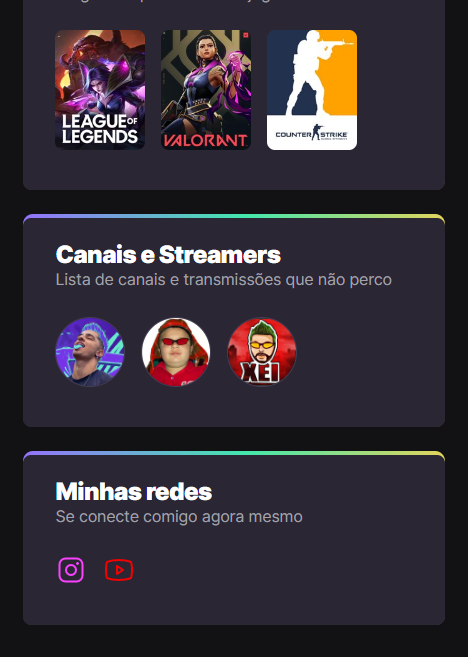 LEAGUE OF
LEGENDS
VALORANT
COUNTER STRIKE
Canais e Streamers
Lista de canais e transmissões que não perco
XEI
Minhas redes
Se conecte comigo agora mesmo